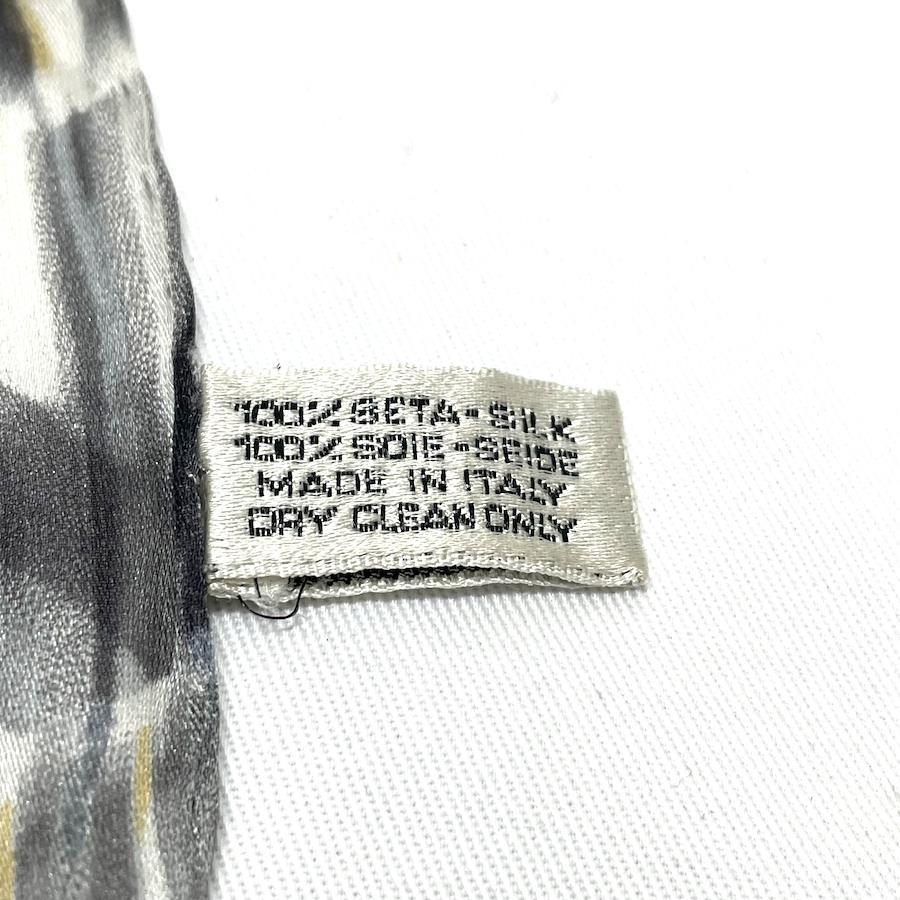 100% SETA - SILK
100% SOIE - SEIDE
MADE IN ITALY
DRY CLEAN ONLY